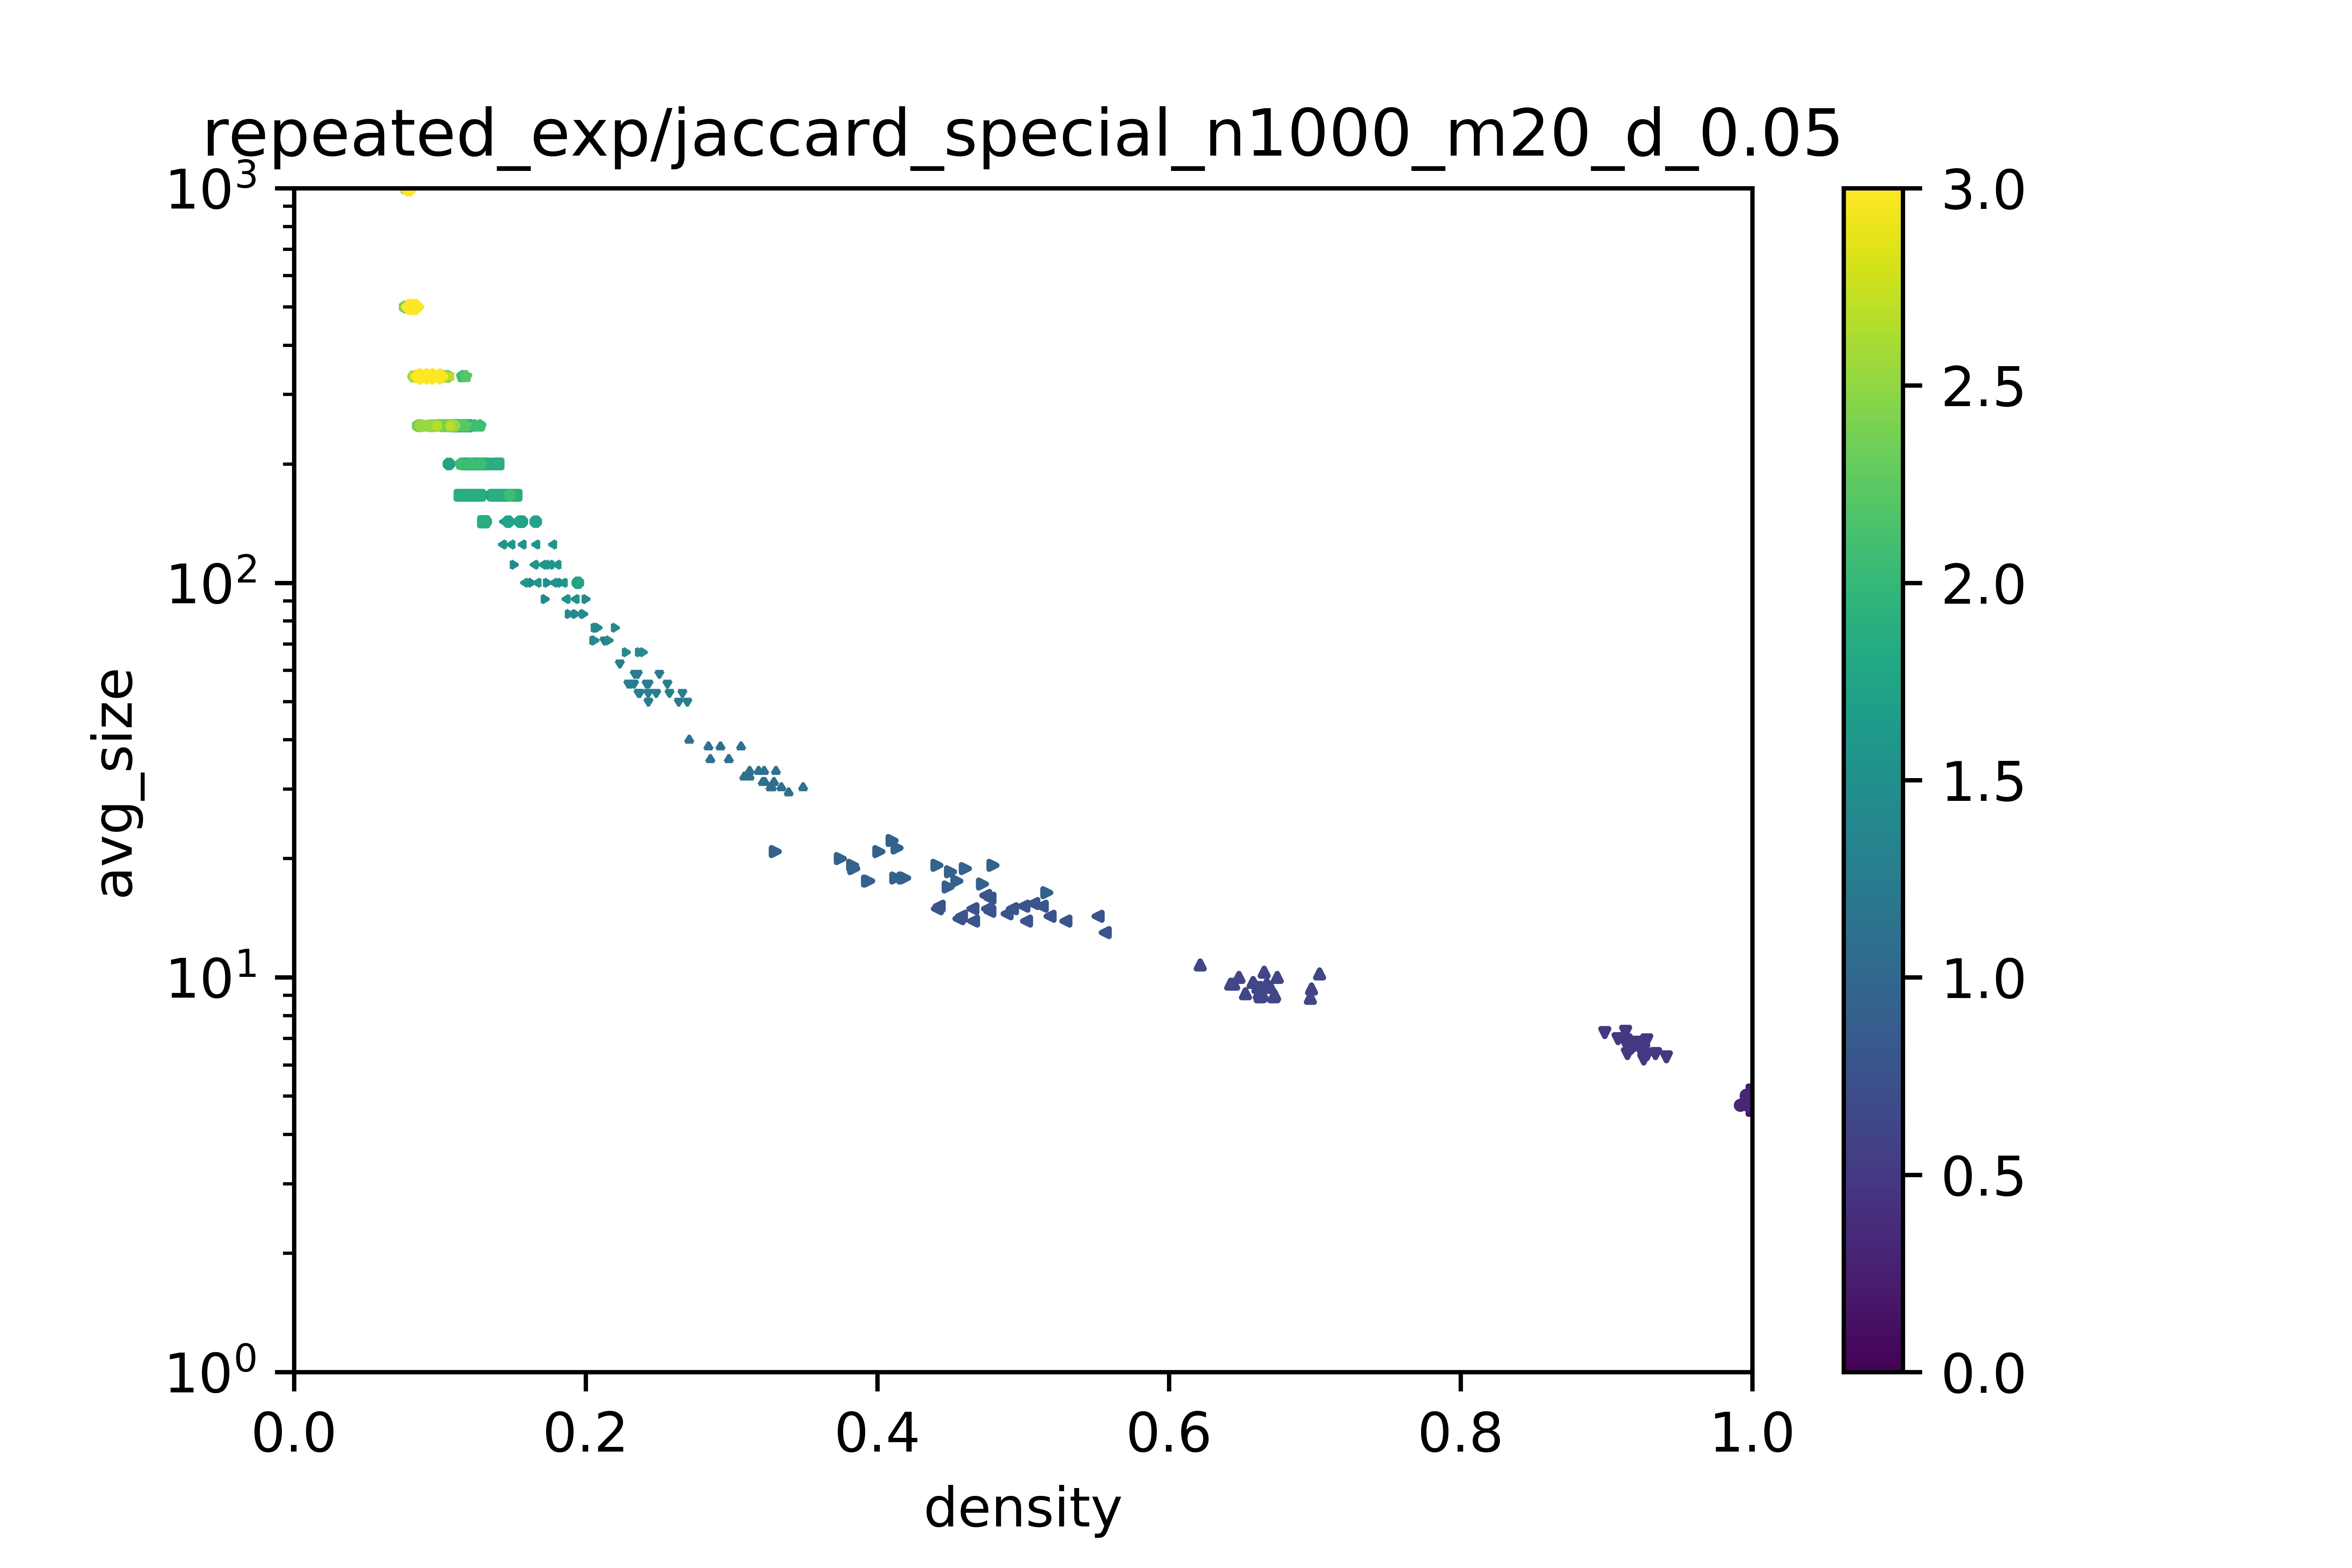 repeated_exp/jaccard_special_n1000_m20_d_0.05
10³
10²
10¹
10⁰
avg_size
0.0 0.2 0.4 0.6 0.8 1.0
density
3.0
2.5
2.0
1.5
1.0
0.5
0.0